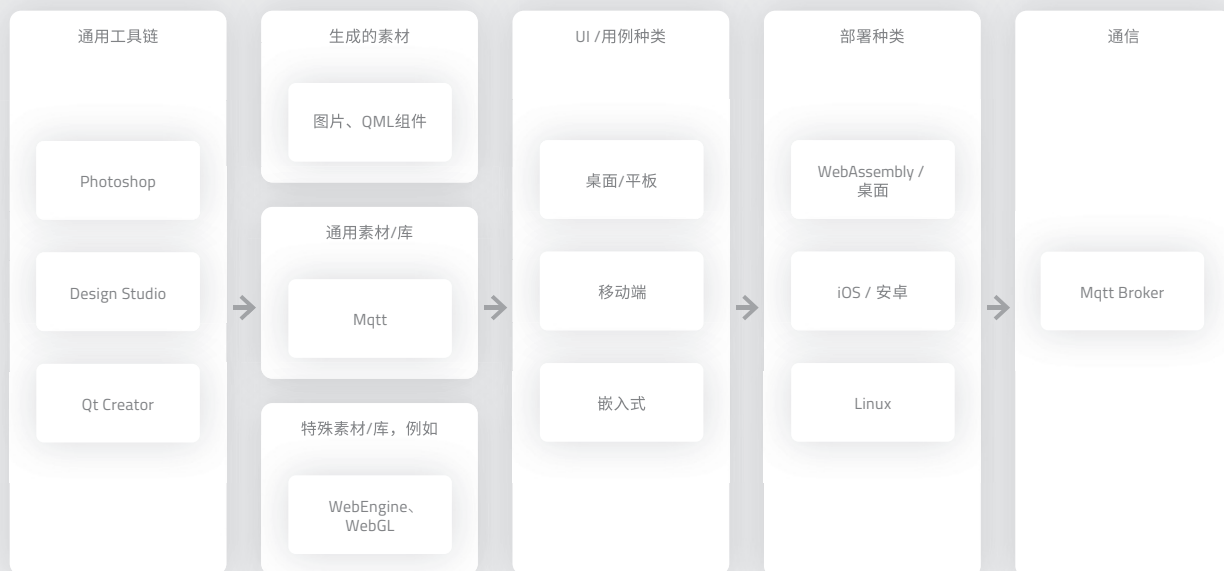 通用工具链
Photoshop
Design Studio
Qt Creator
生成的素材
图片、QML组件
通用素材/库
Mqtt
特殊素材/库，例如
WebEngine、
WebGL
UI /用例种类
桌面/平板
移动端
嵌入式
部署种类
WebAssembly /
桌面
iOS / 安卓
Linux
通信
Mqtt Broker